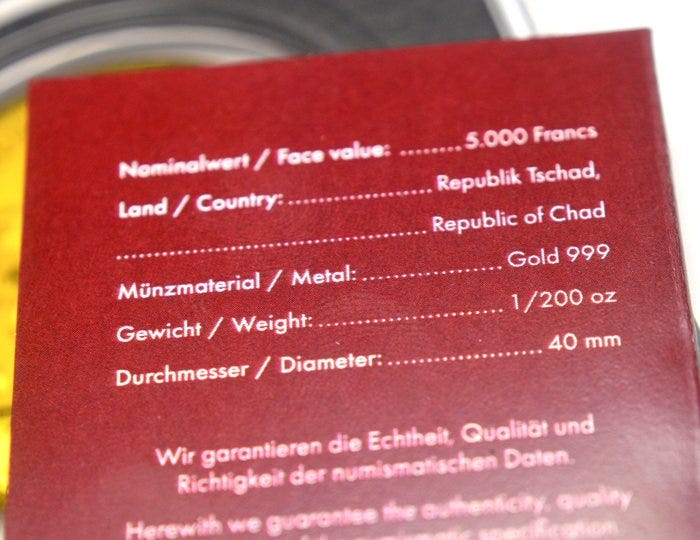 Nominalwert / Face value: ........5.000 Francs
Land / Country:......................Republik Tschad,
................................................Republic of Chad
Münzmaterial / Metal:.....................Gold 999
Gewicht / Weight:............................1/200 oz
Durchmesser / Diameter:.......................40 mm
Wir garantieren die Echtheit, Qualität und
Richtigkeit der numismatischen Daten.
Herewith we guarantee the authenticity, quality
specification